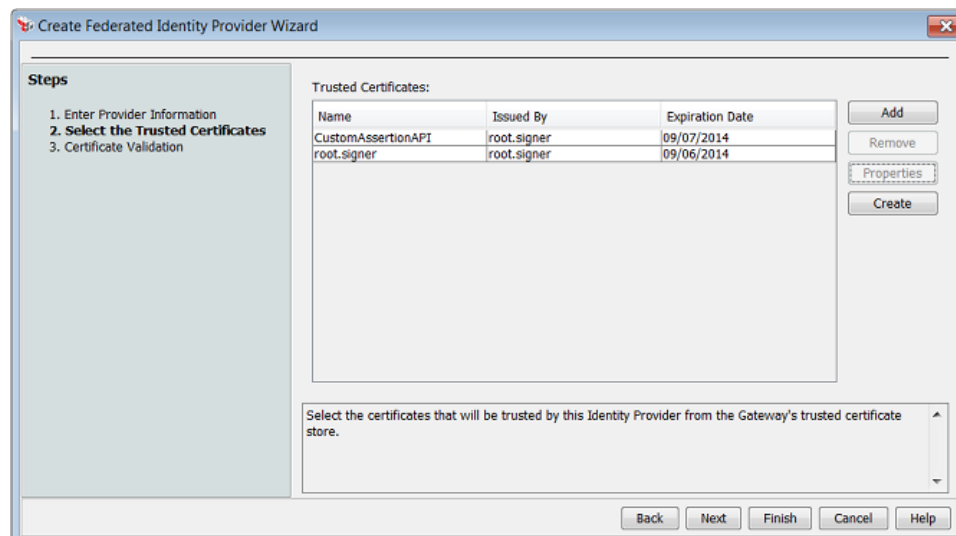 Create Federated Identity Provider Wizard
Steps
1. Enter Provider Information
2. Select the Trusted Certificates
3. Certificate Validation
Trusted Certificates:
Name Issued By Expiration Date
CustomAssertionAPI root.signer 09/07/2014
root.signer root.signer 09/06/2014
Add
Remove
Properties
Create
Select the certificates that will be trusted by this Identity Provider from the Gateway's trusted certificate
store.
Back Next Finish Cancel Help